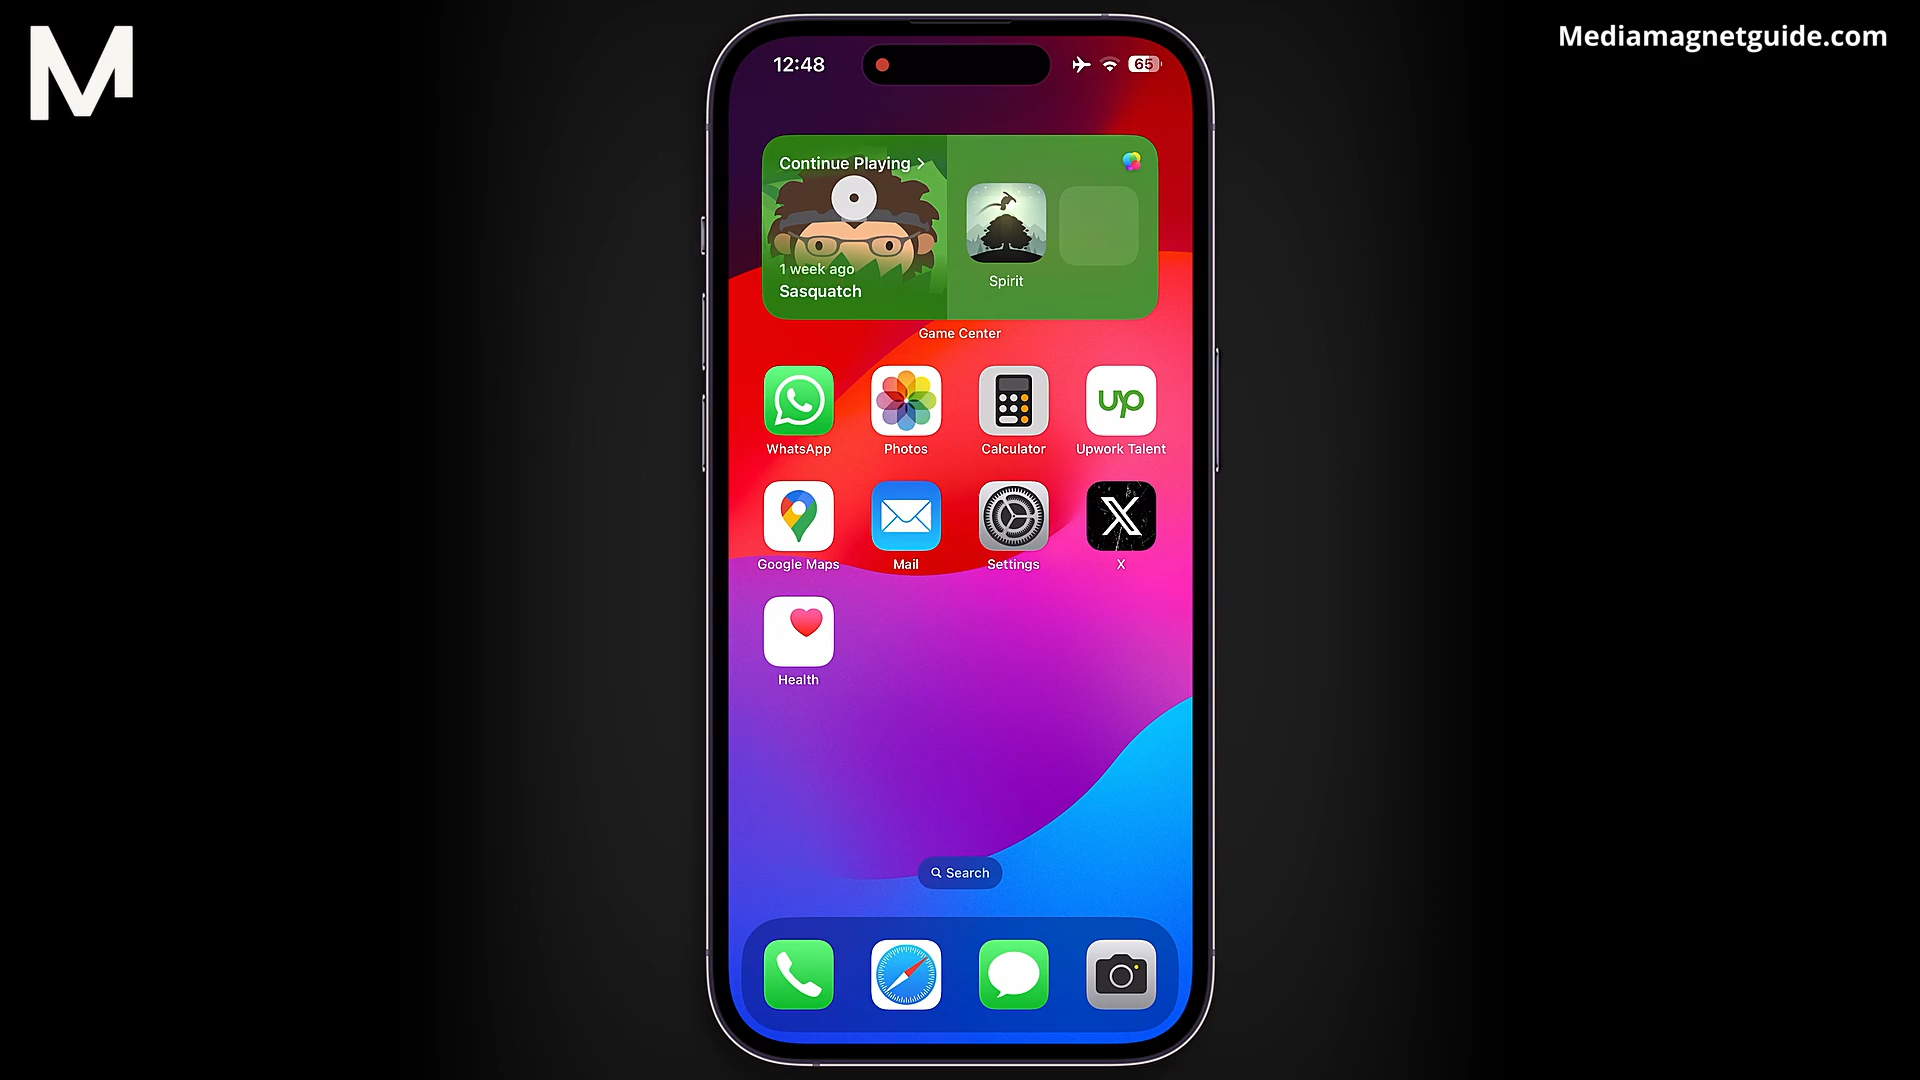 M
Mediamagnetguide.com
12:48
65
Continue Playing >
1 week ago
Sasquatch
Spirit
Game Center
up
WhatsApp
Photos
Calculator
Upwork Talent
X
Google Maps
Mail
Settings
X
Health
Search